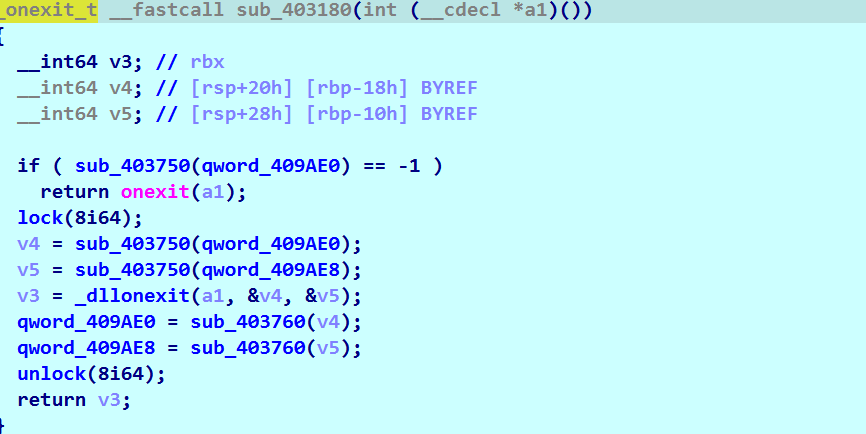 _onexit_t __fastcall sub_403180(int (__cdecl *a1)())
{
  __int64 v3; // rbx
  __int64 v4; // [rsp+20h] [rbp-18h] BYREF
  __int64 v5; // [rsp+28h] [rbp-10h] BYREF

  if ( sub_403750(qword_409AE0) == -1 )
    return onexit(a1);
  lock(8i64);
  v4 = sub_403750(qword_409AE0);
  v5 = sub_403750(qword_409AE8);
  v3 = _dllonexit(a1, &v4, &v5);
  qword_409AE0 = sub_403760(v4);
  qword_409AE8 = sub_403760(v5);
  unlock(8i64);
  return v3;
}